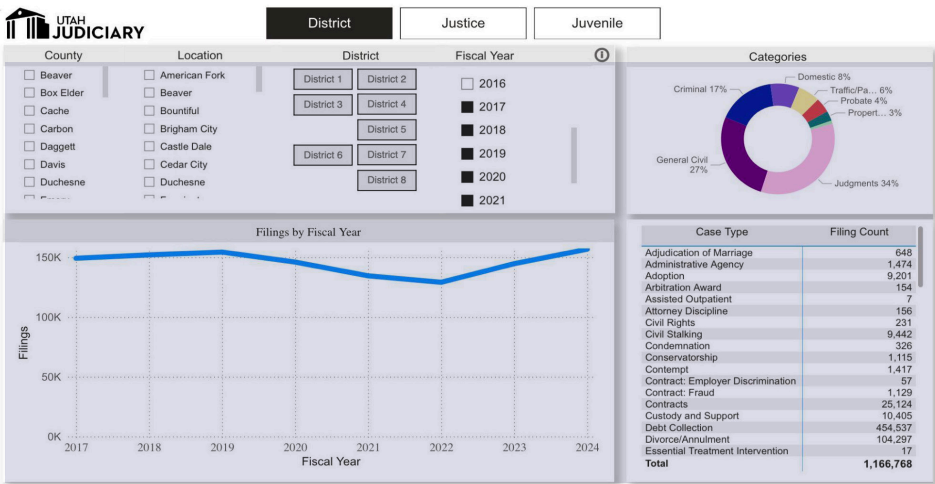 UTAH
JUDICIARY
District
Justice
Juvenile
County
Location
District
Fiscal Year
Beaver
Box Elder
Cache
Carbon
Daggett
Davis
Duchesne
American Fork
Beaver
Bountiful
Brigham City
Castle Dale
Cedar City
Duchesne
District 1
District 2
District 3
District 4
District 5
District 6
District 7
District 8
2016
2017
2018
2019
2020
2021
Categories
Domestic 8%
Criminal 17%
Traffic/Pa... 6%
Probate 4%
Propert... 3%
General Civil
27%
Judgments 34%
Filings by Fiscal Year
150K
100K
50K
0K
Filings
2017 2018 2019 2020 2021 2022 2023 2024
Fiscal Year
Case Type Filing Count
Adjudication of Marriage 648
Administrative Agency 1,474
Adoption 9,201
Arbitration Award 154
Assisted Outpatient 7
Attorney Discipline 156
Civil Rights 231
Civil Stalking 9,442
Condemnation 326
Conservatorship 1,115
Contempt 1,417
Contract: Employer Discrimination 57
Contract: Fraud 1,129
Contracts 25,124
Custody and Support 10,405
Debt Collection 454,537
Divorce/Annulment 104,297
Essential Treatment Intervention 17
Total 1,166,768